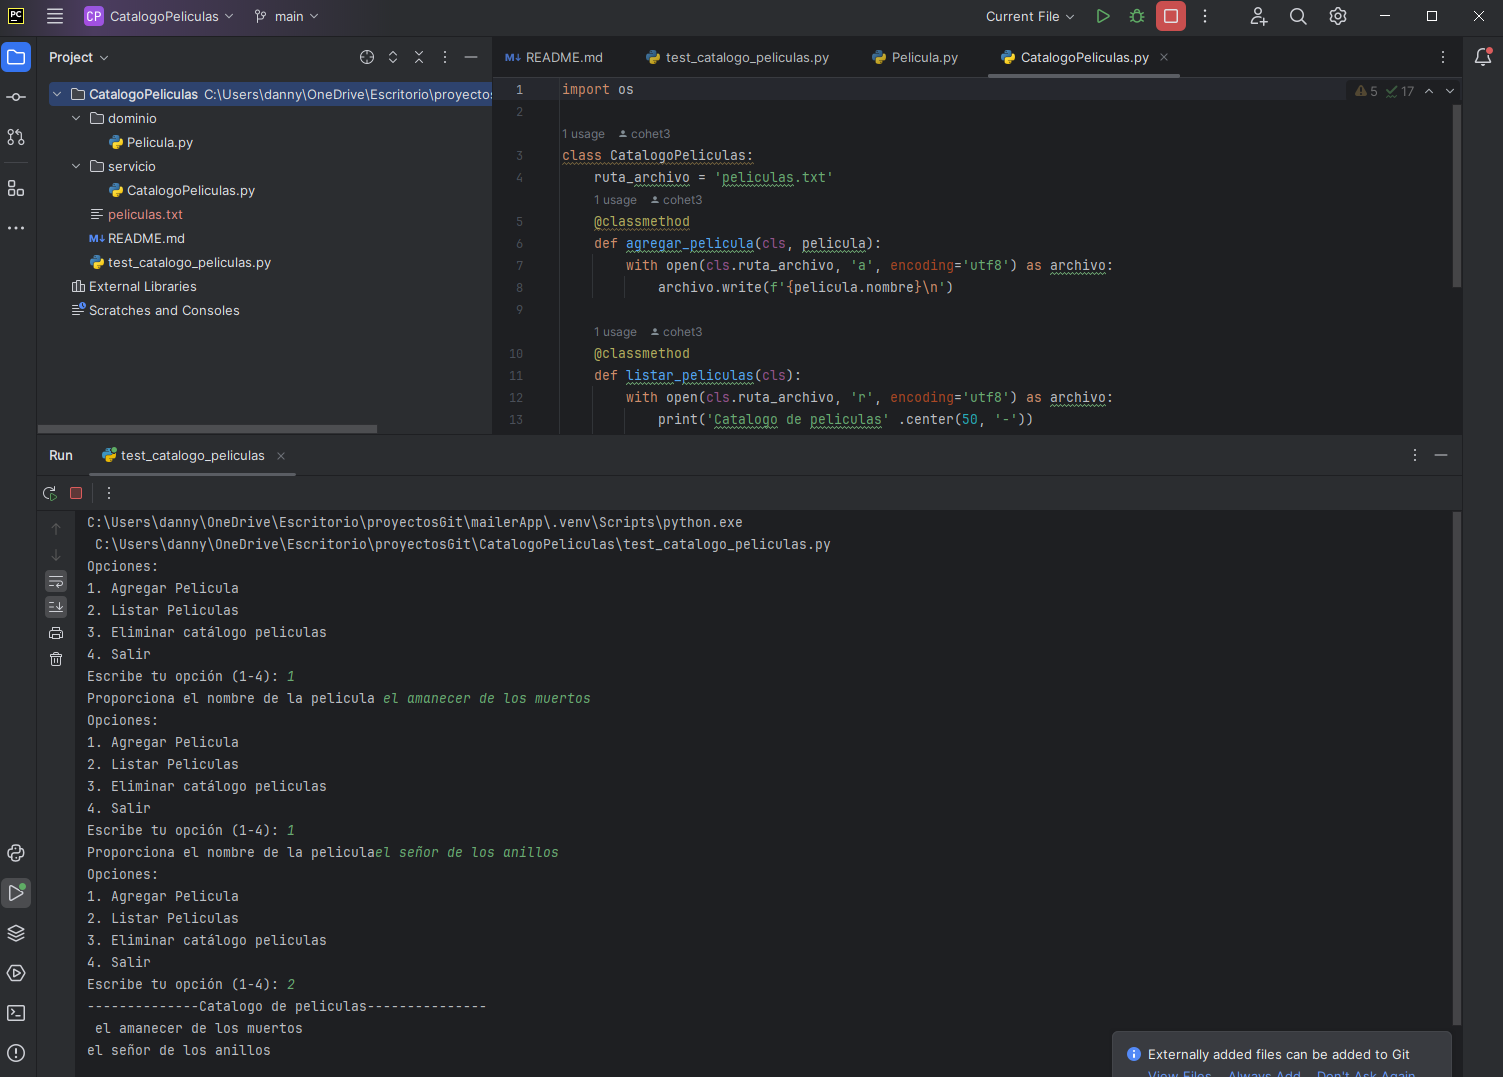 PC
CP CatalogoPeliculas main Current File
Project
CatalogoPeliculas C:\Users\danny\OneDrive\Escritorio\proyectos
dominio
Pelicula.py
servicio
CatalogoPeliculas.py
peliculas.txt
M↓ README.md
test_catalogo_peliculas.py
External Libraries
Scratches and Consoles
M↓ README.md test_catalogo_peliculas.py Pelicula.py CatalogoPeliculas.py
5 17
1 import os
2
1 usage cohet3
3 class CatalogoPeliculas:
4 ruta_archivo = 'peliculas.txt'
1 usage cohet3
5 @classmethod
6 def agregar_pelicula(cls, pelicula):
7 with open(cls.ruta_archivo, 'a', encoding='utf8') as archivo:
8 archivo.write(f'{pelicula.nombre}\n')
9
1 usage cohet3
10 @classmethod
11 def listar_peliculas(cls):
12 with open(cls.ruta_archivo, 'r', encoding='utf8') as archivo:
13 print('Catalogo de peliculas' .center(50, '-'))
Run test_catalogo_peliculas
C:\Users\danny\OneDrive\Escritorio\proyectosGit\mailerApp\.venv\Scripts\python.exe
C:\Users\danny\OneDrive\Escritorio\proyectosGit\CatalogoPeliculas\test_catalogo_peliculas.py
Opciones:
1. Agregar Pelicula
2. Listar Peliculas
3. Eliminar catálogo peliculas
4. Salir
Escribe tu opción (1-4): 1
Proporciona el nombre de la pelicula el amanecer de los muertos
Opciones:
1. Agregar Pelicula
2. Listar Peliculas
3. Eliminar catálogo peliculas
4. Salir
Escribe tu opción (1-4): 1
Proporciona el nombre de la peliculael señor de los anillos
Opciones:
1. Agregar Pelicula
2. Listar Peliculas
3. Eliminar catálogo peliculas
4. Salir
Escribe tu opción (1-4): 2
--------------Catalogo de peliculas---------------
el amanecer de los muertos
el señor de los anillos
Externally added files can be added to Git
View Files Always Add Don't Ask Again